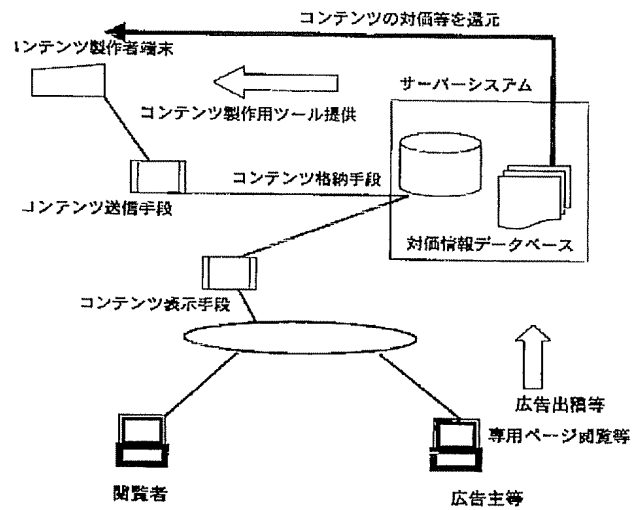 コンテンツの対価等を還元
コンテンツ製作者端末
サーバーシスアム
コンテンツ製作用ツール提供
コンテンツ格納手段
コンテンツ送信手段
対価情報データベース
コンテンツ表示手段
広告出稿等
専用ページ閲覧等
閲覧者
広告主等